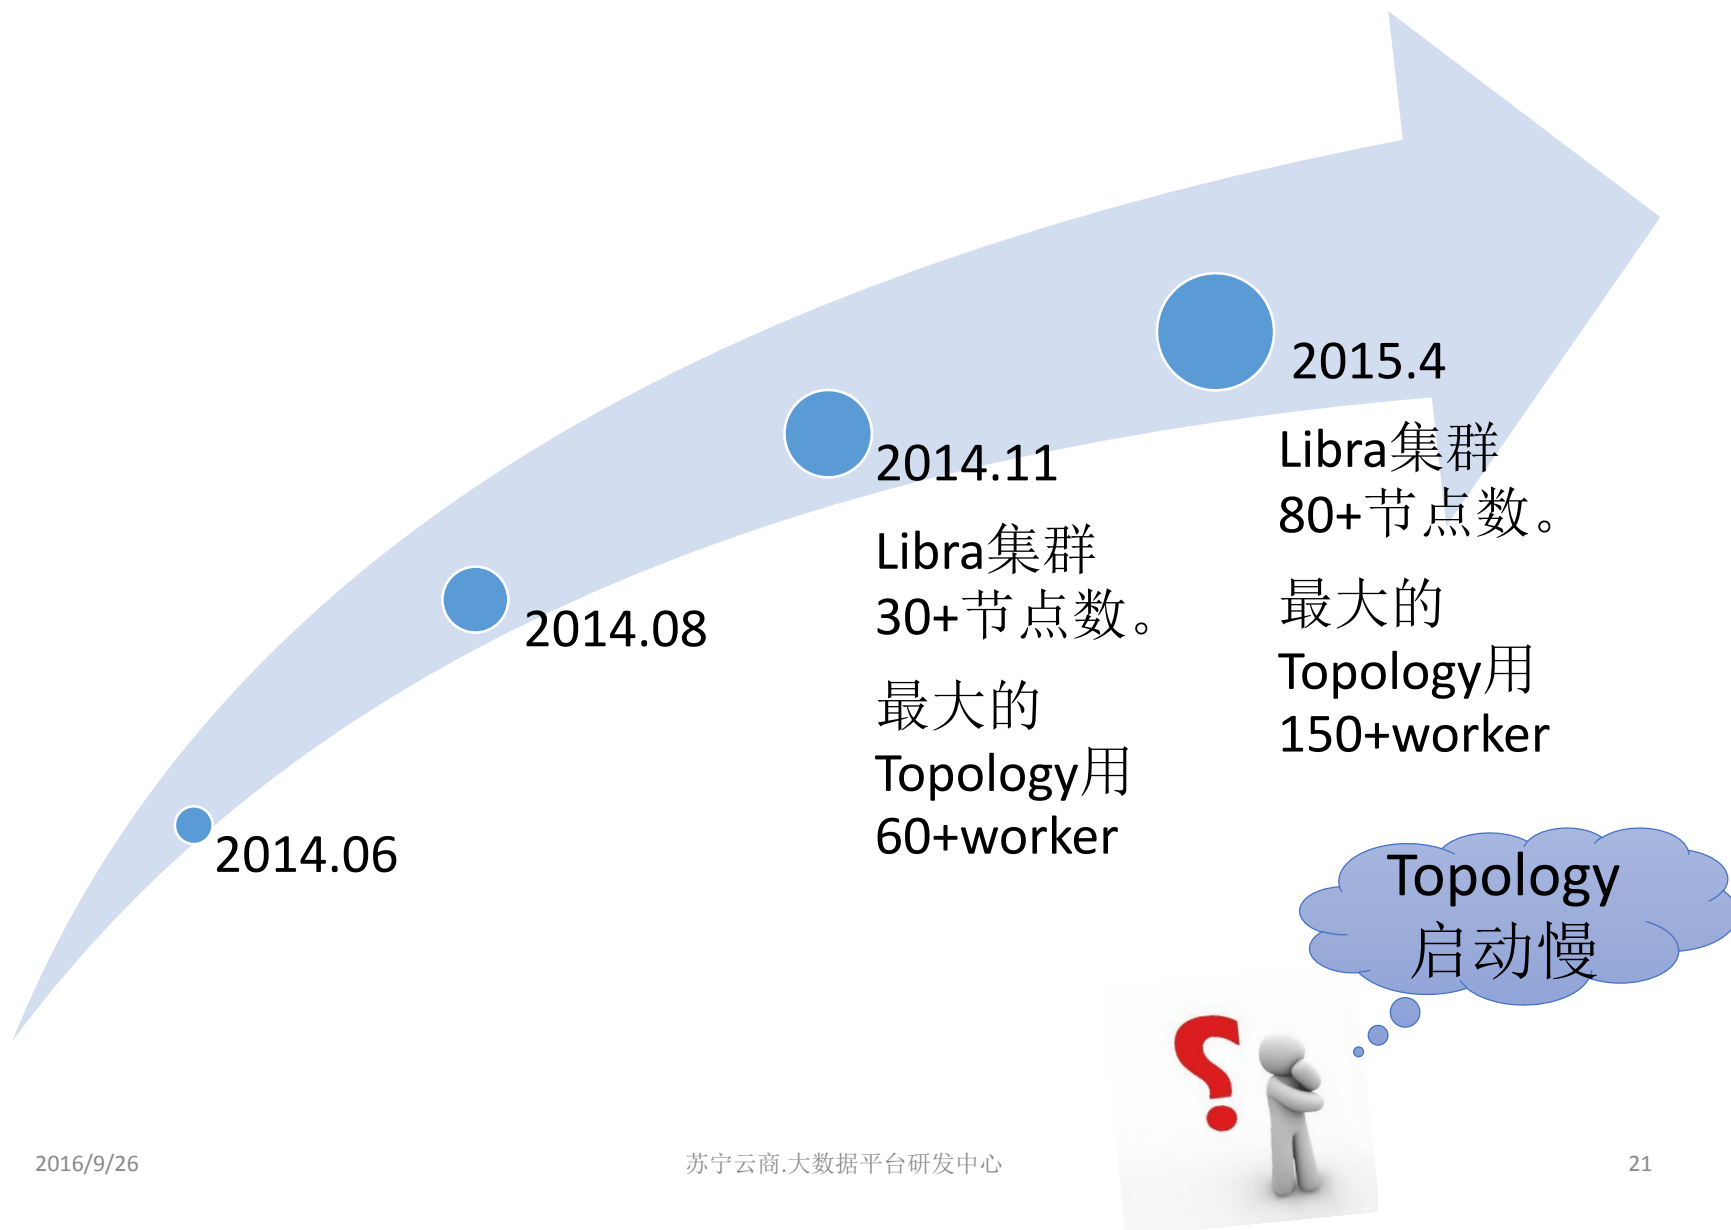 2014.06
2014.08
2014.11
Libra集群
30+节点数。
最大的
Topology用
60+worker
2015.4
Libra集群
80+节点数。
最大的
Topology用
150+worker
Topology
启动慢
2016/9/26
苏宁云商.大数据平台研发中心
21